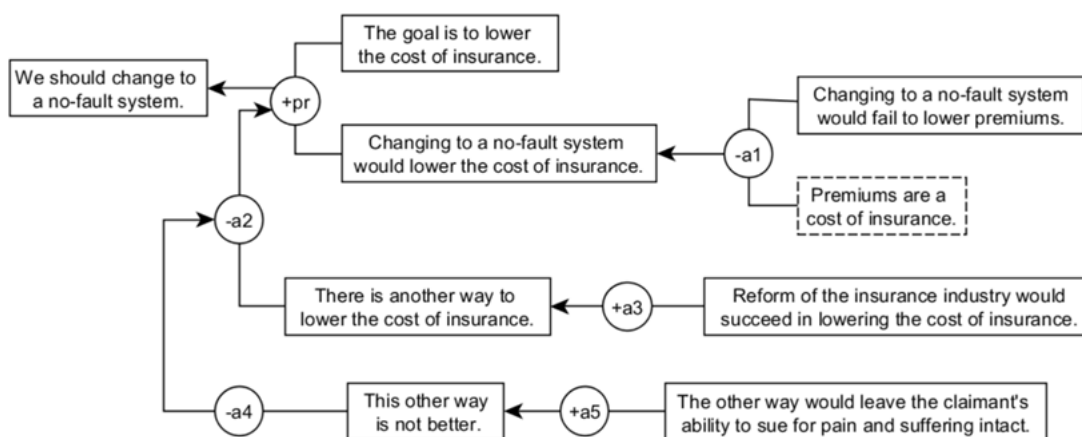 The goal is to lower
the cost of insurance.
We should change to
a no-fault system.
+pr
Changing to a no-fault system
would lower the cost of insurance.
-a1
Changing to a no-fault system
would fail to lower premiums.
Premiums are a
cost of insurance.
-a2
There is another way to
lower the cost of insurance.
+a3
Reform of the insurance industry would
succeed in lowering the cost of insurance.
-a4
This other way
is not better.
+a5
The other way would leave the claimant's
ability to sue for pain and suffering intact.